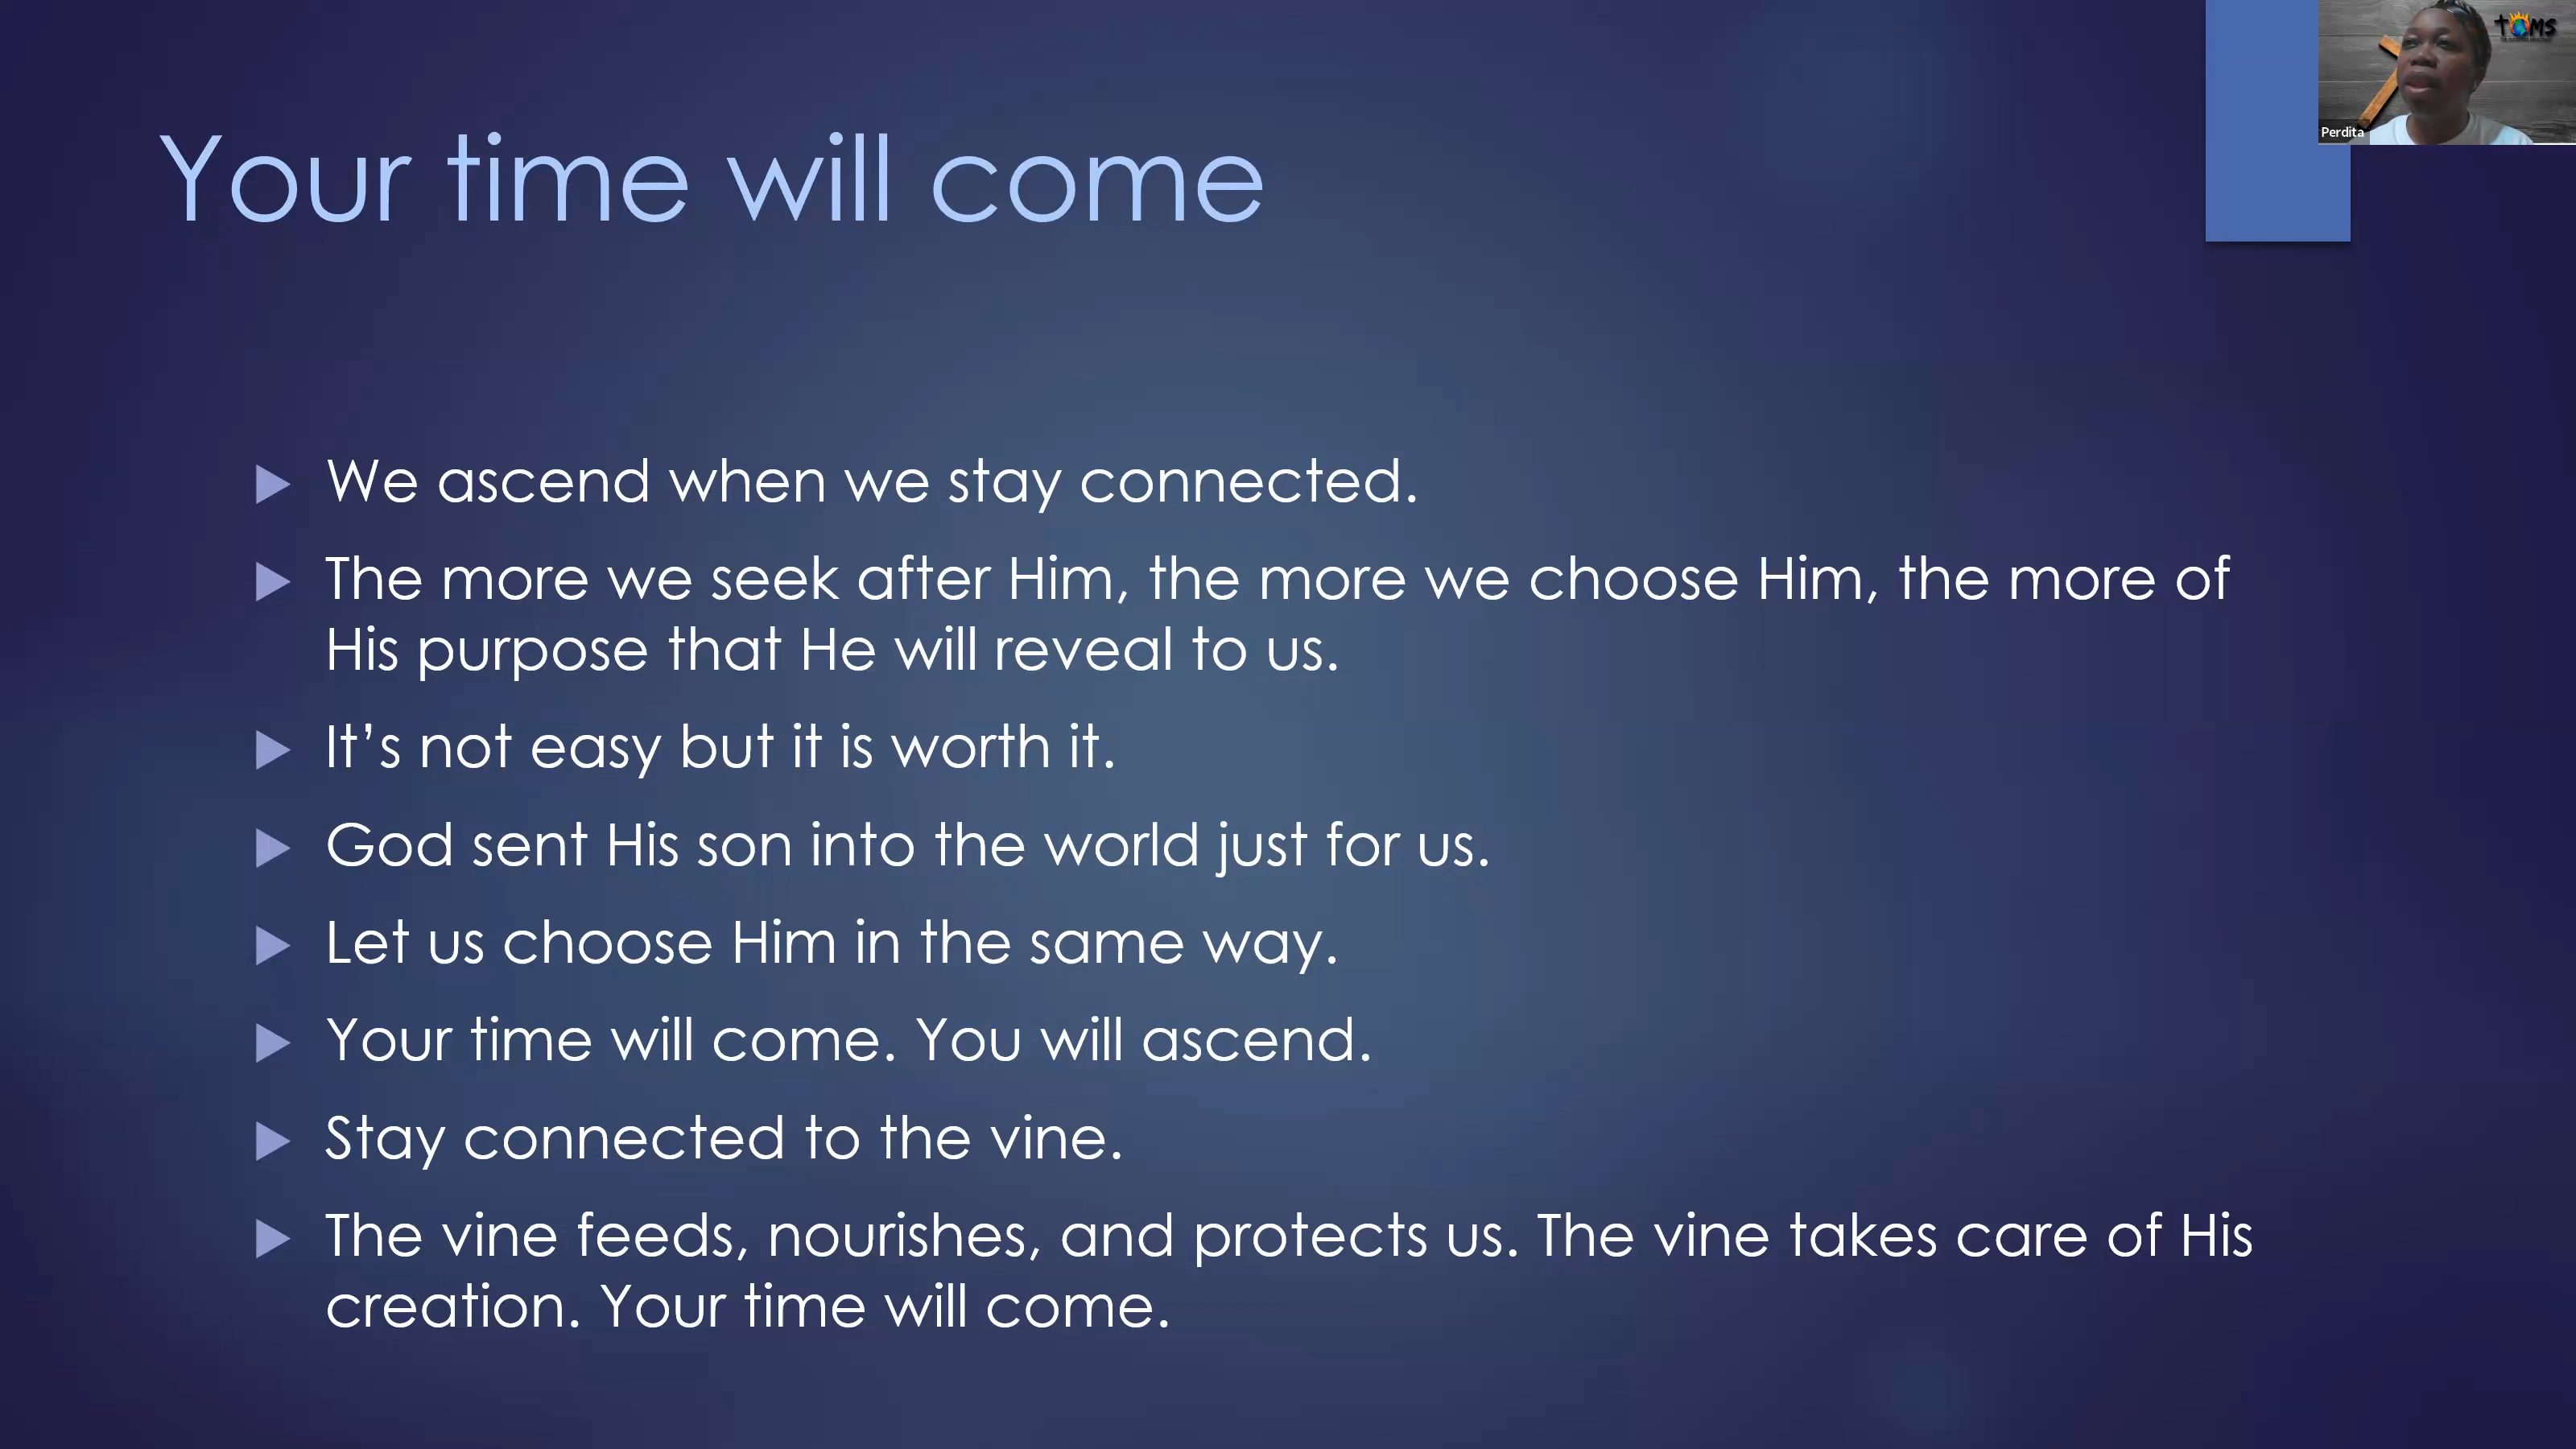 Your time will come
We ascend when we stay connected.
The more we seek after Him, the more we choose Him, the more of
His purpose that He will reveal to us.
It’s not easy but it is worth it.
God sent His son into the world just for us.
Let us choose Him in the same way.
Your time will come. You will ascend.
Stay connected to the vine.
The vine feeds, nourishes, and protects us. The vine takes care of His
creation. Your time will come.
TOMS
Perdita